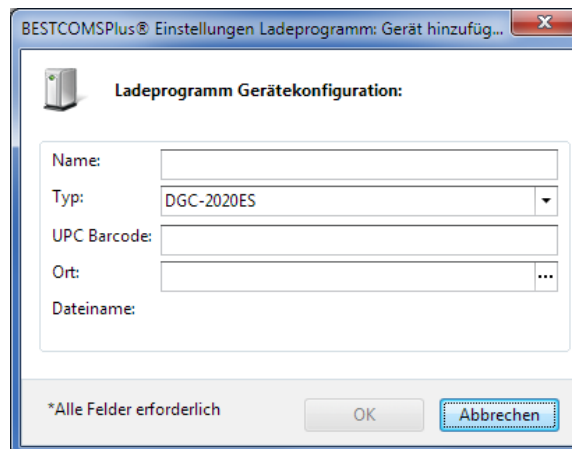 BESTCOMSPlus® Einstellungen Ladeprogramm: Gerät hinzufüg...
Ladeprogramm Gerätekonfiguration:
Name:
Typ: DGC-2020ES
UPC Barcode:
Ort: ...
Dateiname:
*Alle Felder erforderlich OK Abbrechen